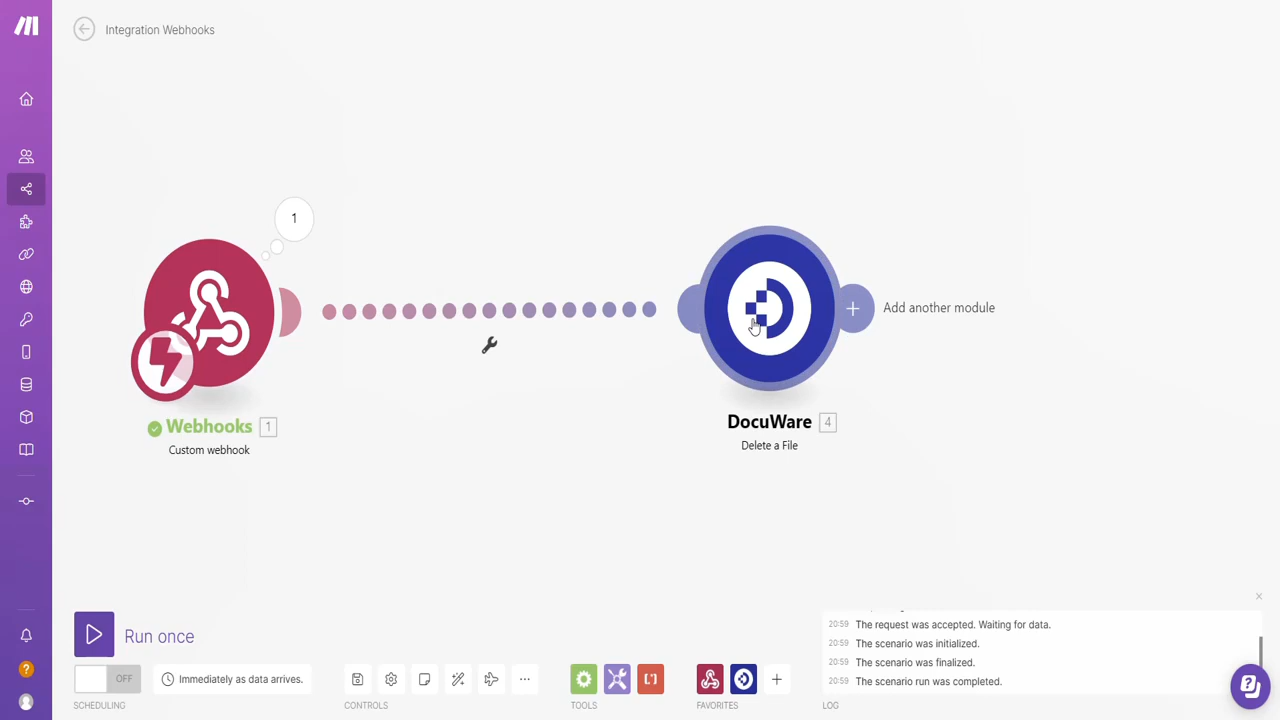 Integration Webhooks
1
Add another module
Webhooks 1
Custom webhook
DocuWare 4
Delete a File
Run once
20:59 The request was accepted. Waiting for data.
20:59 The scenario was initialized.
20:59 The scenario was finalized.
20:59 The scenario run was completed.
OFF
Immediately as data arrives.
SCHEDULING
CONTROLS
TOOLS
FAVORITES
LOG